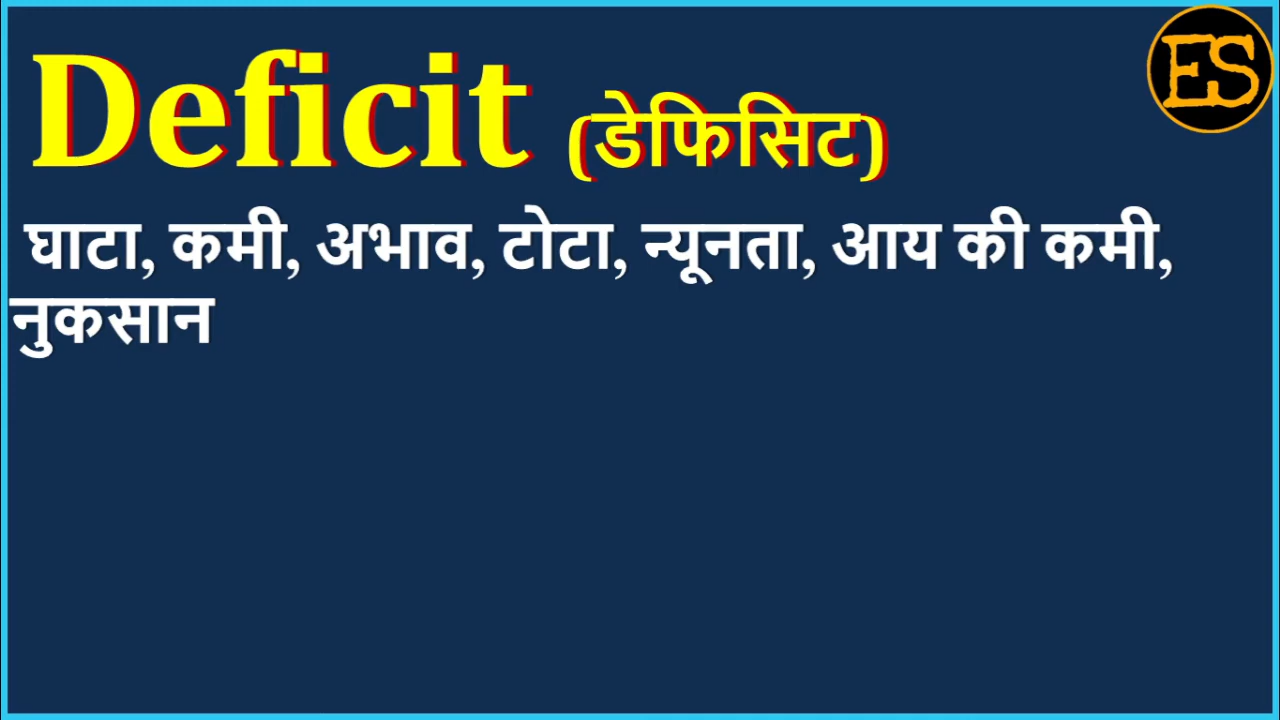 ES
Deficit (डेफिसिट)
घाटा, कमी, अभाव, टोटा, न्यूनता, आय की कमी,
नुकसान